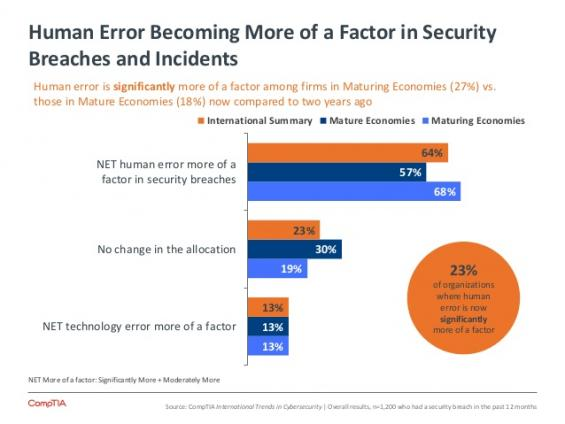 Human Error Becoming More of a Factor in Security
Breaches and Incidents
Human error is significantly more of a factor among firms in Maturing Economies (27%) vs.
those in Mature Economies (18%) now compared to two years ago
International Summary Mature Economies Maturing Economies
NET human error more of a
factor in security breaches
64%
57%
68%
No change in the allocation
23%
30%
19%
NET technology error more of a factor
13%
13%
13%
23%
of organizations
where human
error is now
significantly
more of a factor
NET More of a factor: Significantly More + Moderately More
CompTIA
Source: CompTIA International Trends in Cybersecurity | Overall results, n=1,200 who had a security breach in the past 12 months